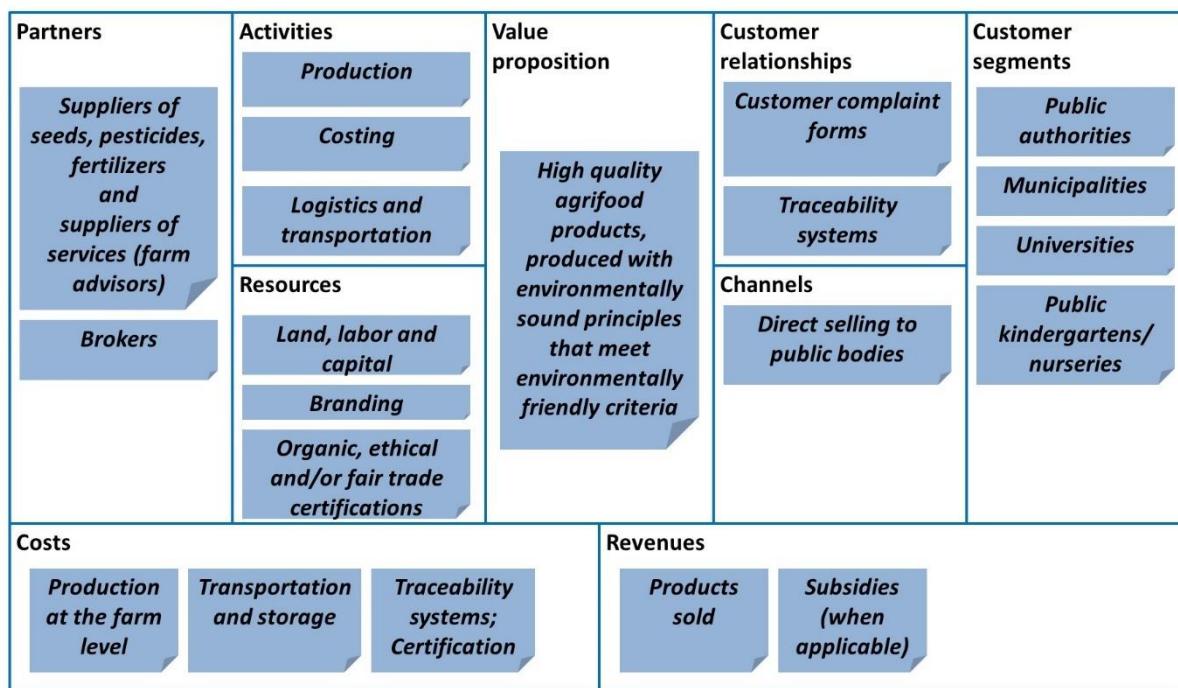 Partners
Suppliers of
seeds, pesticides,
fertilizers
and
suppliers of
services (farm
advisors)
Brokers
Activities
Production
Costing
Logistics and
transportation
Resources
Land, labor and
capital
Branding
Organic, ethical
and/or fair trade
certifications
Value
proposition
High quality
agrifood
products,
produced with
environmentally
sound principles
that meet
environmentally
friendly criteria
Customer
relationships
Customer complaint
forms
Traceability
systems
Channels
Direct selling to
public bodies
Customer
segments
Public
authorities
Municipalities
Universities
Public
kindergartens/
nurseries
Costs
Production
at the farm
level
Transportation
and storage
Traceability
systems;
Certification
Revenues
Products
sold
Subsidies
(when
applicable)